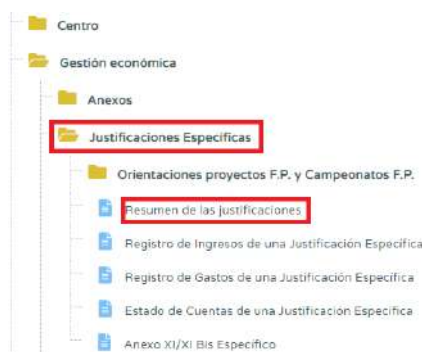 Centro
Gestión económica
Anexos
Justificaciones Específicas
Orientaciones proyectos F.P. y Campeonatos F.P.
Resumen de las justificaciones
Registro de Ingresos de una Justificación Específica
Registro de Gastos de una Justificación Específica
Estado de Cuentas de una Justificación Específica
Anexo XI/XI Bis Específico